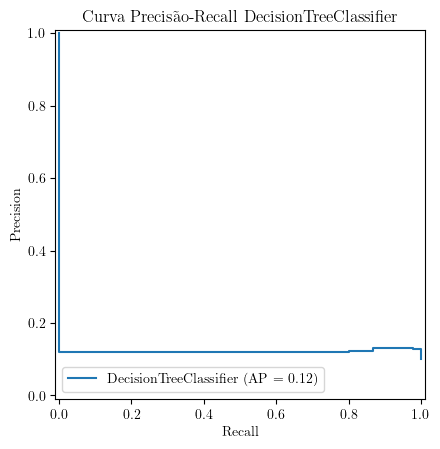 Curva Precisão-Recall DecisionTreeClassifier
1.0
0.8
0.6
0.4
0.2
0.0
Precision
DecisionTreeClassifier (AP = 0.12)
0.0 0.2 0.4 0.6 0.8 1.0
Recall